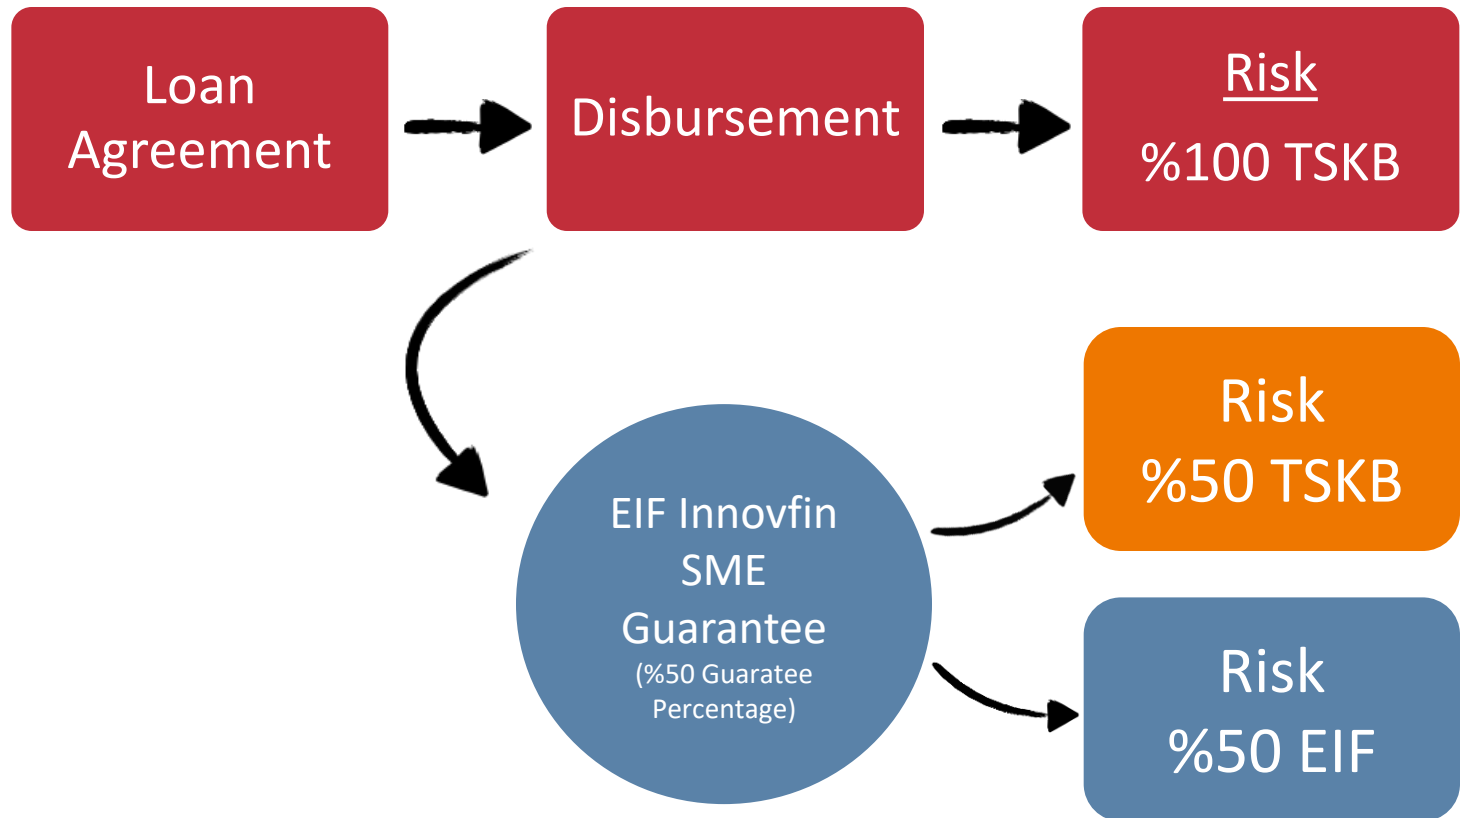 Loan
Agreement
Disbursement
Risk
%100 TSKB
EIF Innovfin
SME
Guarantee
(%50 Guaratee
Percentage)
Risk
%50 TSKB
Risk
%50 EIF